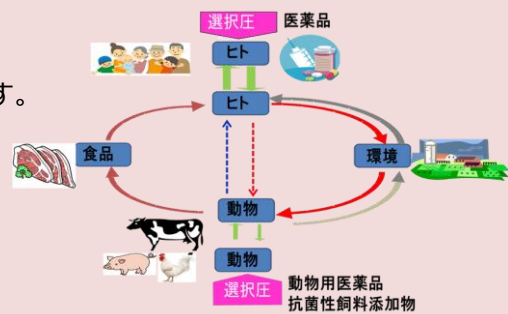 選択圧
医薬品
ヒト
す。
ヒト
食品
環境
動物
動物
選択圧
動物用医薬品
抗菌性飼料添加物